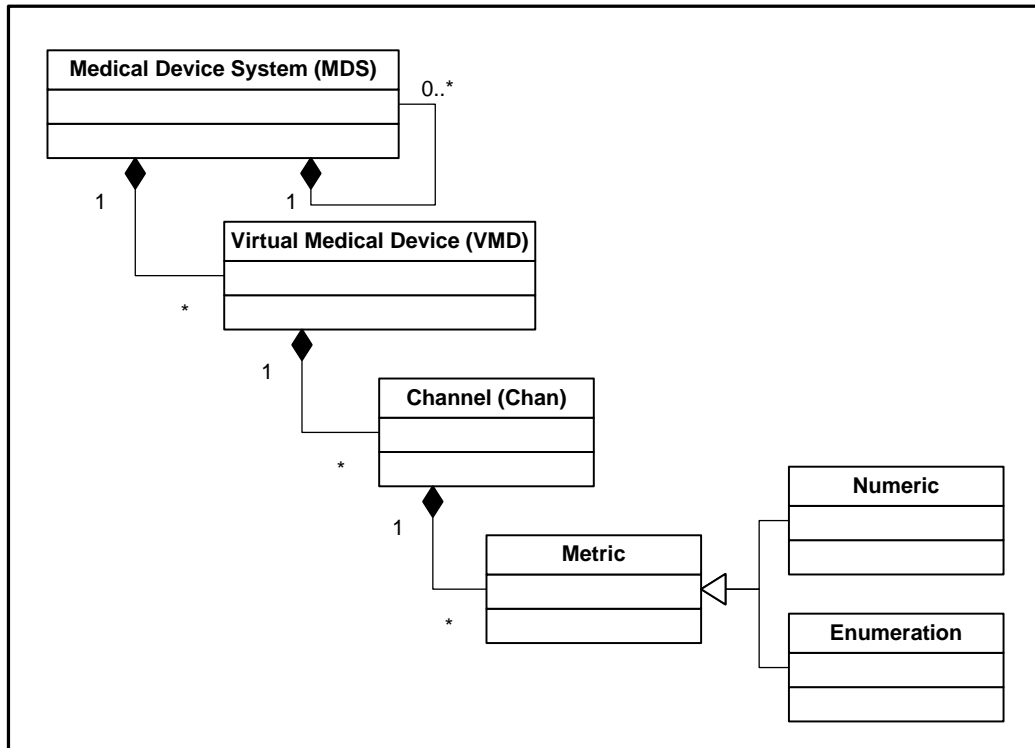 Medical Device System (MDS)
0..*
1
1
Virtual Medical Device (VMD)
*
1
Channel (Chan)
*
1
Numeric
Metric
*
Enumeration